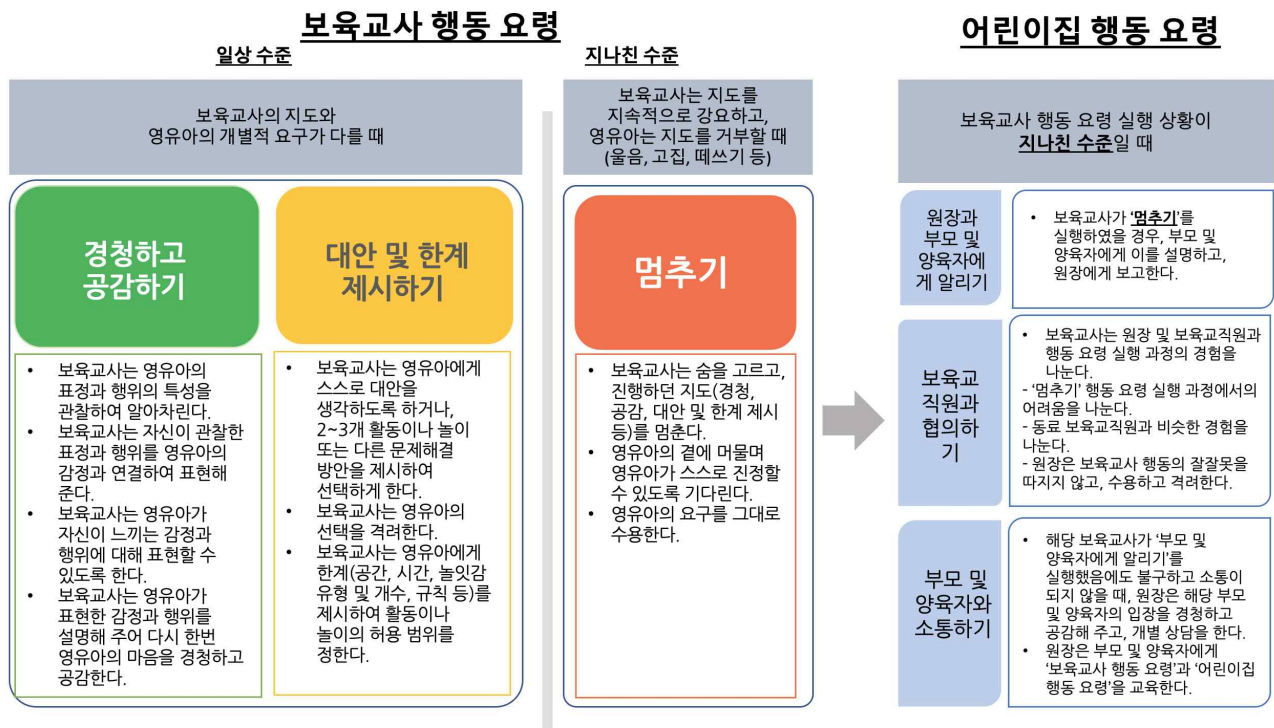 보육교사 행동 요령
일상 수준
지나친 수준
보육교사의 지도와
영유아의 개별적 요구가 다를 때
보육교사는 지도를
지속적으로 강요하고,
영유아는 지도를 거부할 때
(울음, 고집, 떼쓰기 등)
경청하고
공감하기
대안 및 한계
제시하기
멈추기
• 보육교사는 영유아의
표정과 행위의 특성을
관찰하여 알아차린다.
• 보육교사는 자신이 관찰한
표정과 행위를 영유아의
감정과 연결하여 표현해
준다.
• 보육교사는 영유아가
자신이 느끼는 감정과
행위에 대해 표현할 수
있도록 한다.
• 보육교사는 영유아가
표현한 감정과 행위를
설명해 주어 다시 한번
영유아의 마음을 경청하고
공감한다.
• 보육교사는 영유아에게
스스로 대안을
생각하도록 하거나,
2~3개 활동이나 놀이
또는 다른 문제해결
방안을 제시하여
선택하게 한다.
• 보육교사는 영유아의
선택을 격려한다.
• 보육교사는 영유아에게
한계(공간, 시간, 놀잇감
유형 및 개수, 규칙 등)를
제시하여 활동이나
놀이의 허용 범위를
정한다.
• 보육교사는 숨을 고르고,
진행하던 지도(경청,
공감, 대안 및 한계 제시
등)를 멈춘다.
• 영유아의 곁에 머물며
영유아가 스스로 진정할
수 있도록 기다린다.
• 영유아의 요구를 그대로
수용한다.
어린이집 행동 요령
보육교사 행동 요령 실행 상황이
지나친 수준일 때
원장과
부모 및
양육자에
게 알리기
• 보육교사가 '멈추기'를
실행하였을 경우, 부모 및
양육자에게 이를 설명하고,
원장에게 보고한다.
보육교
직원과
협의하
기
• 보육교사는 원장 및 보육교직원과
행동 요령 실행 과정의 경험을
나눈다.
- '멈추기' 행동 요령 실행 과정에서의
어려움을 나눈다.
- 동료 보육교직원과 비슷한 경험을
나눈다.
- 원장은 보육교사 행동의 잘잘못을
따지지 않고, 수용하고 격려한다.
부모 및
양육자와
소통하기
• 해당 보육교사가 '부모 및
양육자에게 알리기'를
실행했음에도 불구하고 소통이
되지 않을 때, 원장은 해당 부모
및 양육자의 입장을 경청하고
공감해 주고, 개별 상담을 한다.
• 원장은 부모 및 양육자에게
'보육교사 행동 요령'과 '어린이집
행동 요령'을 교육한다.